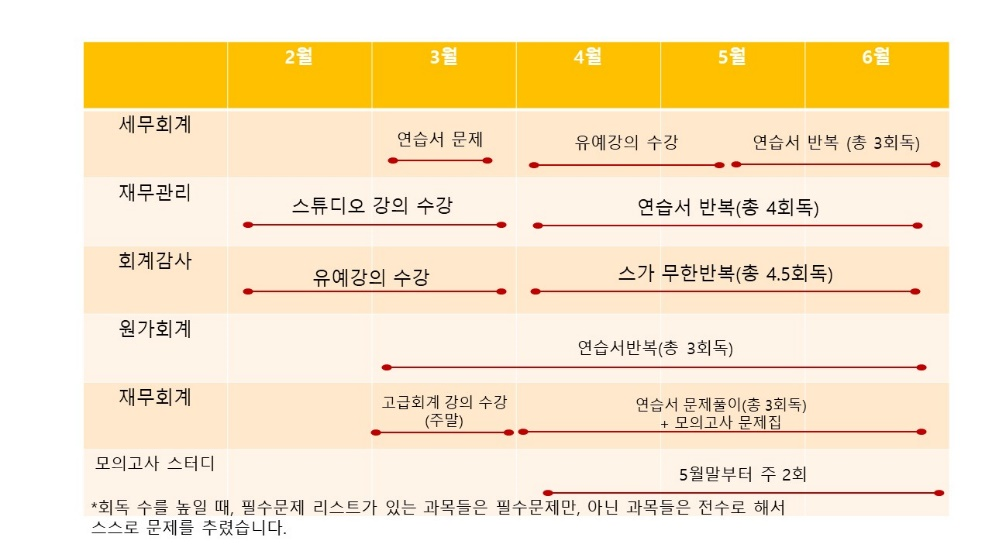 2월 3월 4월 5월 6월
세무회계
연습서 문제
유예강의 수강
연습서 반복 (총 3회독)
재무관리
스튜디오 강의 수강
연습서 반복(총 4회독)
회계감사
유예강의 수강
스가 무한반복(총 4.5회독)
원가회계
연습서반복(총 3회독)
재무회계
고급회계 강의 수강
(주말)
연습서 문제풀이(총 3회독)
+ 모의고사 문제집
모의고사 스터디
5월말부터 주 2회
*회독 수를 높일 때, 필수문제 리스트가 있는 과목들은 필수문제만, 아닌 과목들은 전수로 해서
스스로 문제를 추렸습니다.